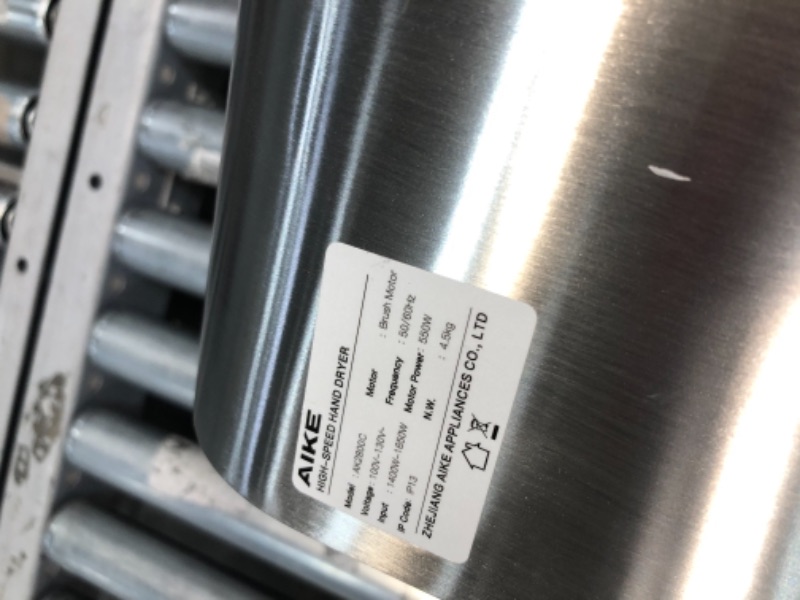 AIKE
HIGH-SPEED HAND DRYER
Model : AK2800C Motor : Brush Motor
Voltage : 100V-130V~ Frequency : 50/60Hz
Input : 1400W-1650W Motor Power : 550W
IP Code : IP13 N.W. : 4.5kg
ZHEJIANG AIKE APPLIANCES CO., LTD